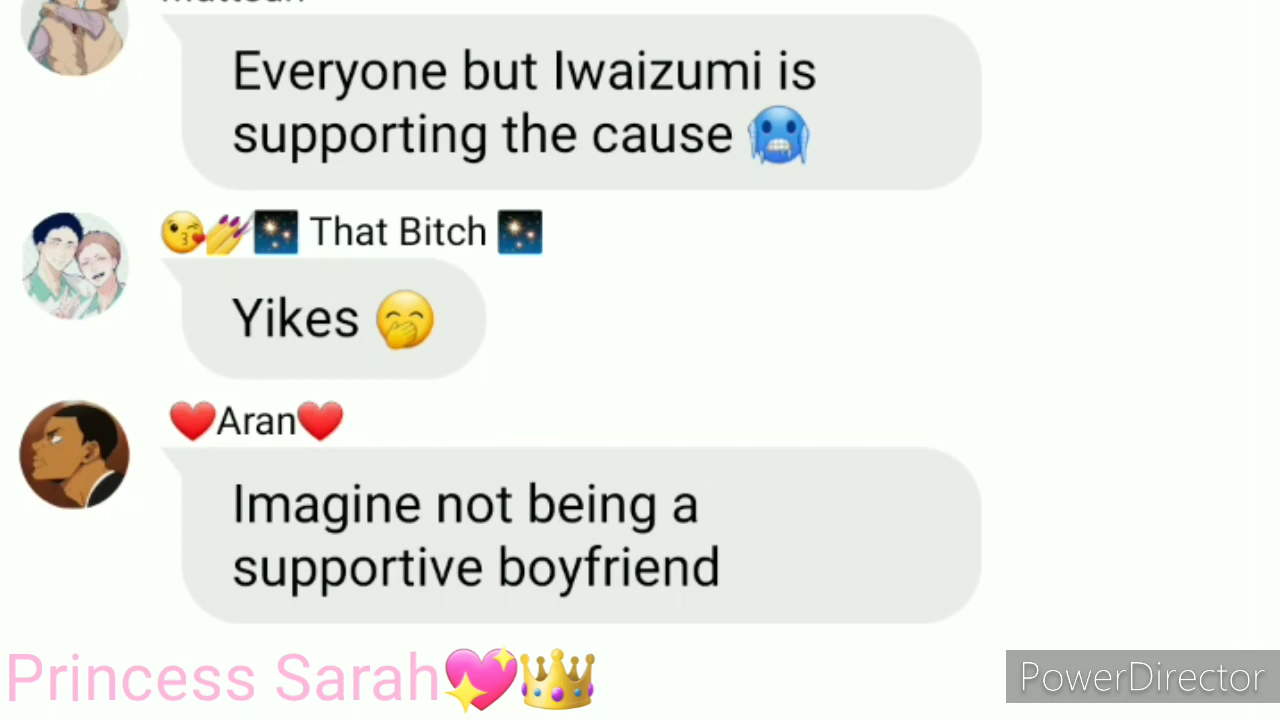 Everyone but Iwaizumi is
supporting the cause 🥶
😘💅🎇 That Bitch 🎇
Yikes 🤭
❤️Aran❤️
Imagine not being a
supportive boyfriend
Princess Sarah💖👑
PowerDirector